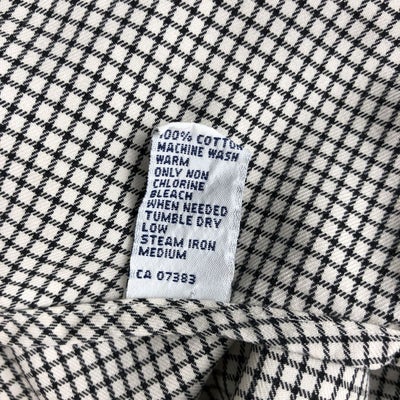 100% COTTON
MACHINE WASH
WARM
ONLY NON
CHLORINE
BLEACH
WHEN NEEDED
TUMBLE DRY
LOW
STEAM IRON
MEDIUM
CA 07383